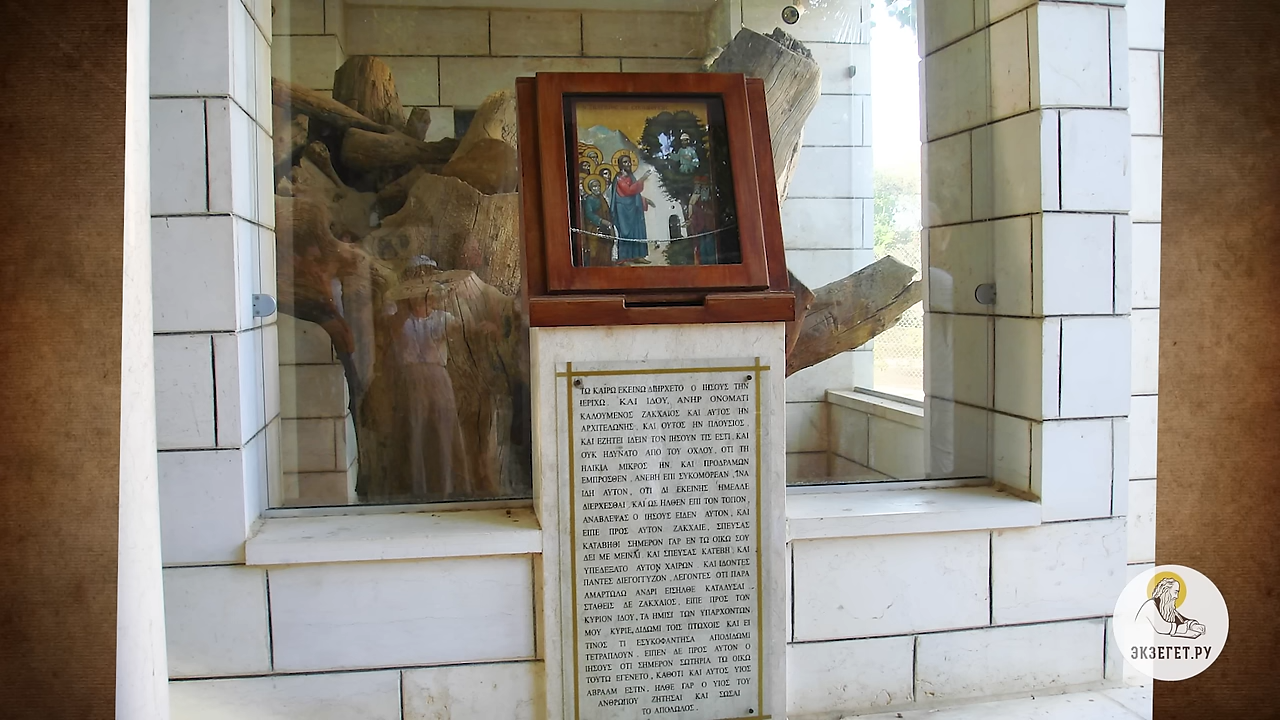 ΤΩ ΚΑΙΡΩ ΕΚΕΙΝΩ ΔΙΗΡΧΕΤΟ Ο ΙΗΣΟΥΣ ΤΗΝ
ΙΕΡΙΧΩ. ΚΑΙ ΙΔΟΥ, ΑΝΗΡ ΟΝΟΜΑΤΙ
ΚΑΛΟΥΜΕΝΟΣ ΖΑΚΧΑΙΟΣ ΚΑΙ ΑΥΤΟΣ ΗΝ
ΑΡΧΙΤΕΛΩΝΗΣ, ΚΑΙ ΟΥΤΟΣ ΗΝ ΠΛΟΥΣΙΟΣ
ΚΑΙ ΕΖΗΤΕΙ ΙΔΕΙΝ ΤΟΝ ΙΗΣΟΥΝ ΤΙΣ ΕΣΤΙ, ΚΑΙ
ΟΥΚ ΗΔΥΝΑΤΟ ΑΠΟ ΤΟΥ ΟΧΛΟΥ, ΟΤΙ ΤΗ
ΗΛΙΚΙΑ ΜΙΚΡΟΣ ΗΝ ΚΑΙ ΠΡΟΔΡΑΜΩΝ
ΕΜΠΡΟΣΘΕΝ, ΑΝΕΒΗ ΕΠΙ ΣΥΚΟΜΟΡΕΑΝ, ΙΝΑ
ΙΔΗ ΑΥΤΟΝ, ΟΤΙ ΔΙ ΕΚΕΙΝΗΣ ΗΜΕΛΛΕ
ΔΙΕΡΧΕΣΘΑΙ, ΚΑΙ ΩΣ ΗΛΘΕΝ ΕΠΙ ΤΟΝ ΤΟΠΟΝ,
ΑΝΑΒΛΕΨΑΣ Ο ΙΗΣΟΥΣ ΕΙΔΕΝ ΑΥΤΟΝ, ΚΑΙ
ΕΙΠΕ ΠΡΟΣ ΑΥΤΟΝ ΖΑΚΧΑΙΕ, ΣΠΕΥΣΑΣ
ΚΑΤΑΒΗΘΙ ΣΗΜΕΡΟΝ ΓΑΡ ΕΝ ΤΩ ΟΙΚΩ ΣΟΥ
ΔΕΙ ΜΕ ΜΕΙΝΑΙ ΚΑΙ ΣΠΕΥΣΑΣ ΚΑΤΕΒΗ, ΚΑΙ
ΥΠΕΔΕΞΑΤΟ ΑΥΤΟΝ ΧΑΙΡΩΝ. ΚΑΙ ΙΔΟΝΤΕΣ
ΠΑΝΤΕΣ ΔΙΕΓΟΓΓΥΖΟΝ, ΛΕΓΟΝΤΕΣ ΟΤΙ ΠΑΡΑ
ΑΜΑΡΤΩΛΩ ΑΝΔΡΙ ΕΙΣΗΛΘΕ ΚΑΤΑΛΥΣΑΙ.
ΣΤΑΘΕΙΣ ΔΕ ΖΑΚΧΑΙΟΣ, ΕΙΠΕ ΠΡΟΣ ΤΟΝ
ΚΥΡΙΟΝ ΙΔΟΥ, ΤΑ ΗΜΙΣΙ ΤΩΝ ΥΠΑΡΧΟΝΤΩΝ
ΜΟΥ ΚΥΡΙΕ, ΔΙΔΩΜΙ ΤΟΙΣ ΠΤΩΧΟΙΣ ΚΑΙ ΕΙ
ΤΙΝΟΣ ΤΙ ΕΣΥΚΟΦΑΝΤΗΣΑ ΑΠΟΔΙΔΩΜΙ
ΤΕΤΡΑΠΛΟΥΝ. ΕΙΠΕΝ ΔΕ ΠΡΟΣ ΑΥΤΟΝ Ο
ΙΗΣΟΥΣ ΟΤΙ ΣΗΜΕΡΟΝ ΣΩΤΗΡΙΑ ΤΩ ΟΙΚΩ
ΤΟΥΤΩ ΕΓΕΝΕΤΟ, ΚΑΘΟΤΙ ΚΑΙ ΑΥΤΟΣ ΥΙΟΣ
ΑΒΡΑΑΜ ΕΣΤΙΝ, ΗΛΘΕ ΓΑΡ Ο ΥΙΟΣ ΤΟΥ
ΑΝΘΡΩΠΟΥ ΖΗΤΗΣΑΙ ΚΑΙ ΣΩΣΑΙ
ΤΟ ΑΠΟΛΩΛΟΣ.
ЭКЗЕГЕТ.РУ